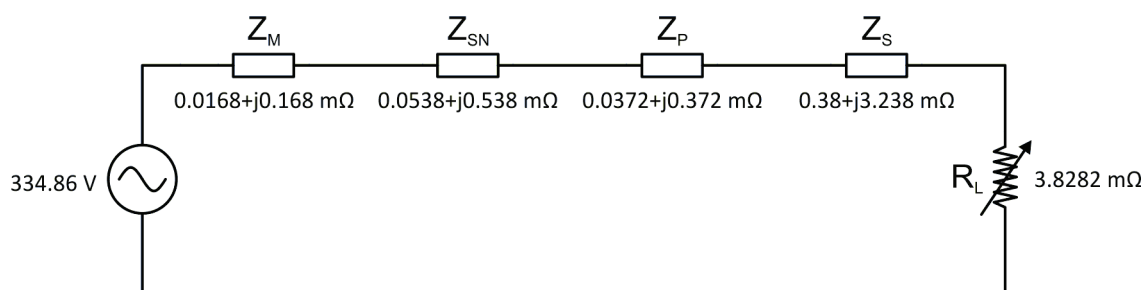 Z_M Z_SN Z_P Z_S
0.0168+j0.168 mΩ 0.0538+j0.538 mΩ 0.0372+j0.372 mΩ 0.38+j3.238 mΩ
334.86 V
R_L 3.8282 mΩ